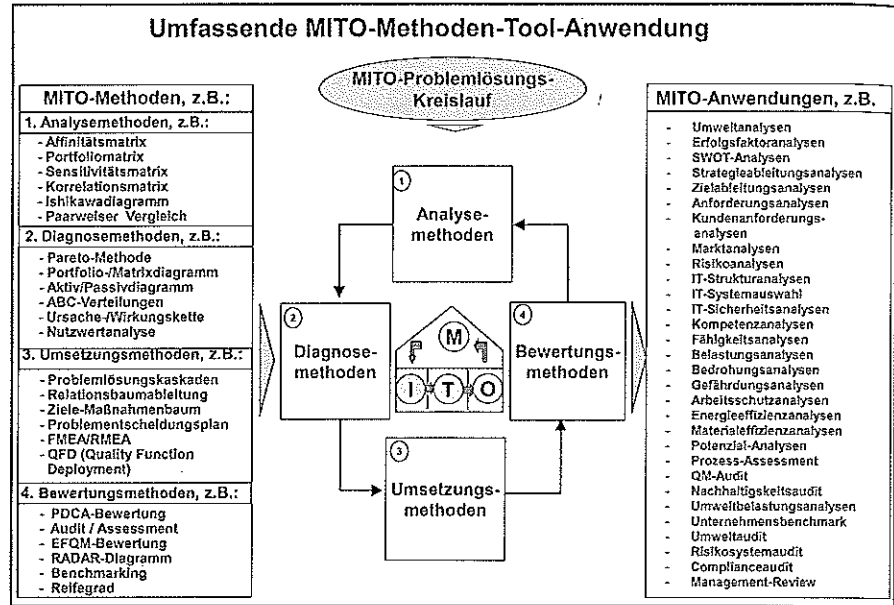 Umfassende MITO-Methoden-Tool-Anwendung
MITO-Problemlösungs-
Kreislauf
MITO-Methoden, z.B.:
1. Analysemethoden, z.B.:
- Affinitätsmatrix
- Portfoliomatrix
- Sensitivitätsmatrix
- Korrelationsmatrix
- Ishikawadiagramm
- Paarweiser Vergleich
2. Diagnosemethoden, z.B.:
- Pareto-Methode
- Portfolio-/Matrixdiagramm
- Aktiv/Passivdiagramm
- ABC-Verteilungen
- Ursache-/Wirkungskette
- Nutzwertanalyse
3. Umsetzungsmethoden, z.B.:
- Problemlösungskaskaden
- Relationsbaumableitung
- Ziele-Maßnahmenbaum
- Problementscheldungsplan
- FMEA/RMEA
- QFD (Quality Function
Deployment)
4. Bewertungsmethoden, z.B.:
- PDCA-Bewertung
- Audit / Assessment
- EFQM-Bewertung
- RADAR-Diagramm
- Benchmarking
- Reifegrad
1
Analyse-
methoden
2
Diagnose-
methoden
M
I T O
4
Bewertungs-
methoden
3
Umsetzungs-
methoden
MITO-Anwendungen, z.B.
- Umweltanalysen
- Erfolgsfaktoranalysen
- SWOT-Analysen
- Strategieableitungsanalysen
- Zielableitungsanalysen
- Anforderungsanalysen
- Kundenanforderungs-
analysen
- Marktanalysen
- Risikoanalysen
- IT-Strukturanalysen
- IT-Systemauswahl
- IT-Sicherheitsanalysen
- Kompetenzanalysen
- Fähigkeitsanalysen
- Belastungsanalysen
- Bedrohungsanalysen
- Gefährdungsanalysen
- Arbeitsschutzanalysen
- Energieeffizienzanalysen
- Materialeffizienzanalysen
- Potenzial-Analysen
- Prozess-Assessment
- QM-Audit
- Nachhaltigkeitsaudit
- Umweltbelastungsanalysen
- Unternehmensbenchmark
- Umweltaudit
- Risikosystemaudit
- Complianceaudit
- Management-Review